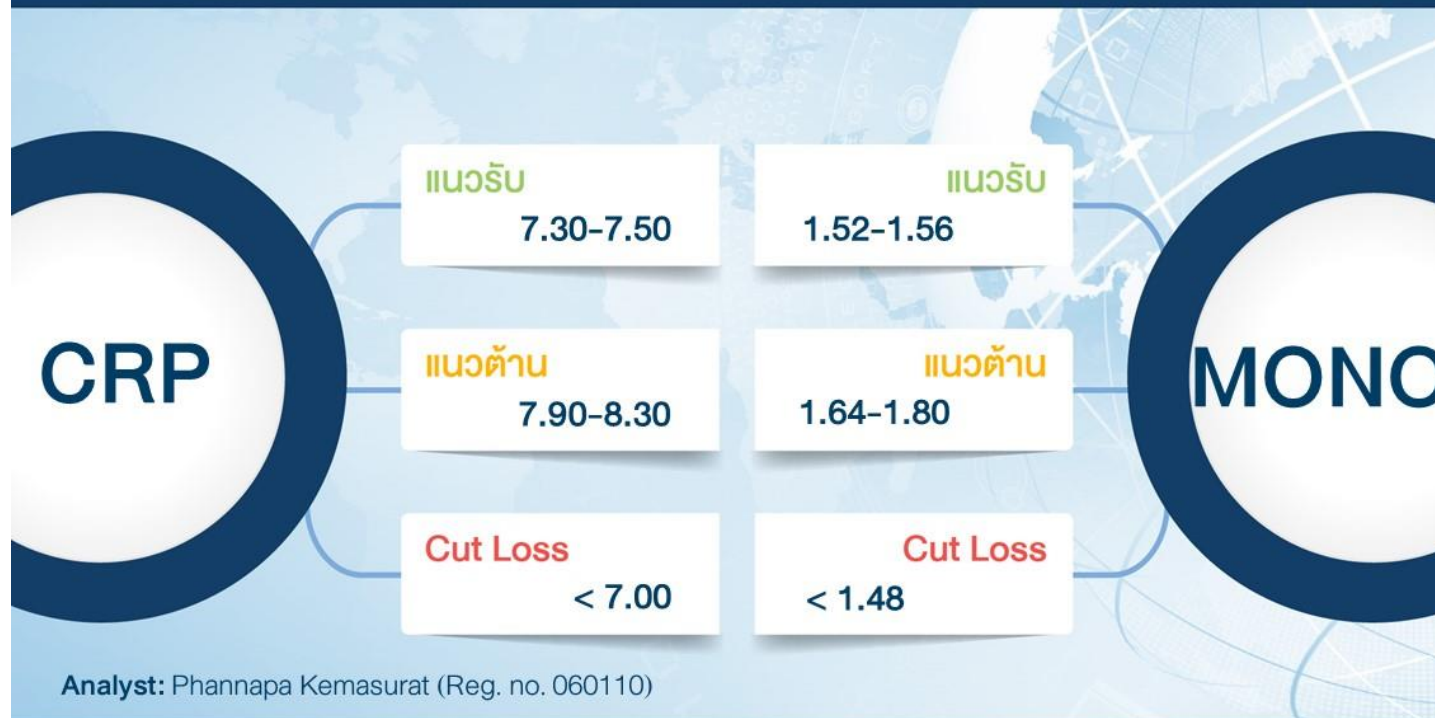 CRP
แนวรับ
7.30-7.50
แนวต้าน
7.90-8.30
Cut Loss
< 7.00
แนวรับ
1.52-1.56
แนวต้าน
1.64-1.80
Cut Loss
< 1.48
MONO
Analyst: Phannapa Kemasurat (Reg. no. 060110)